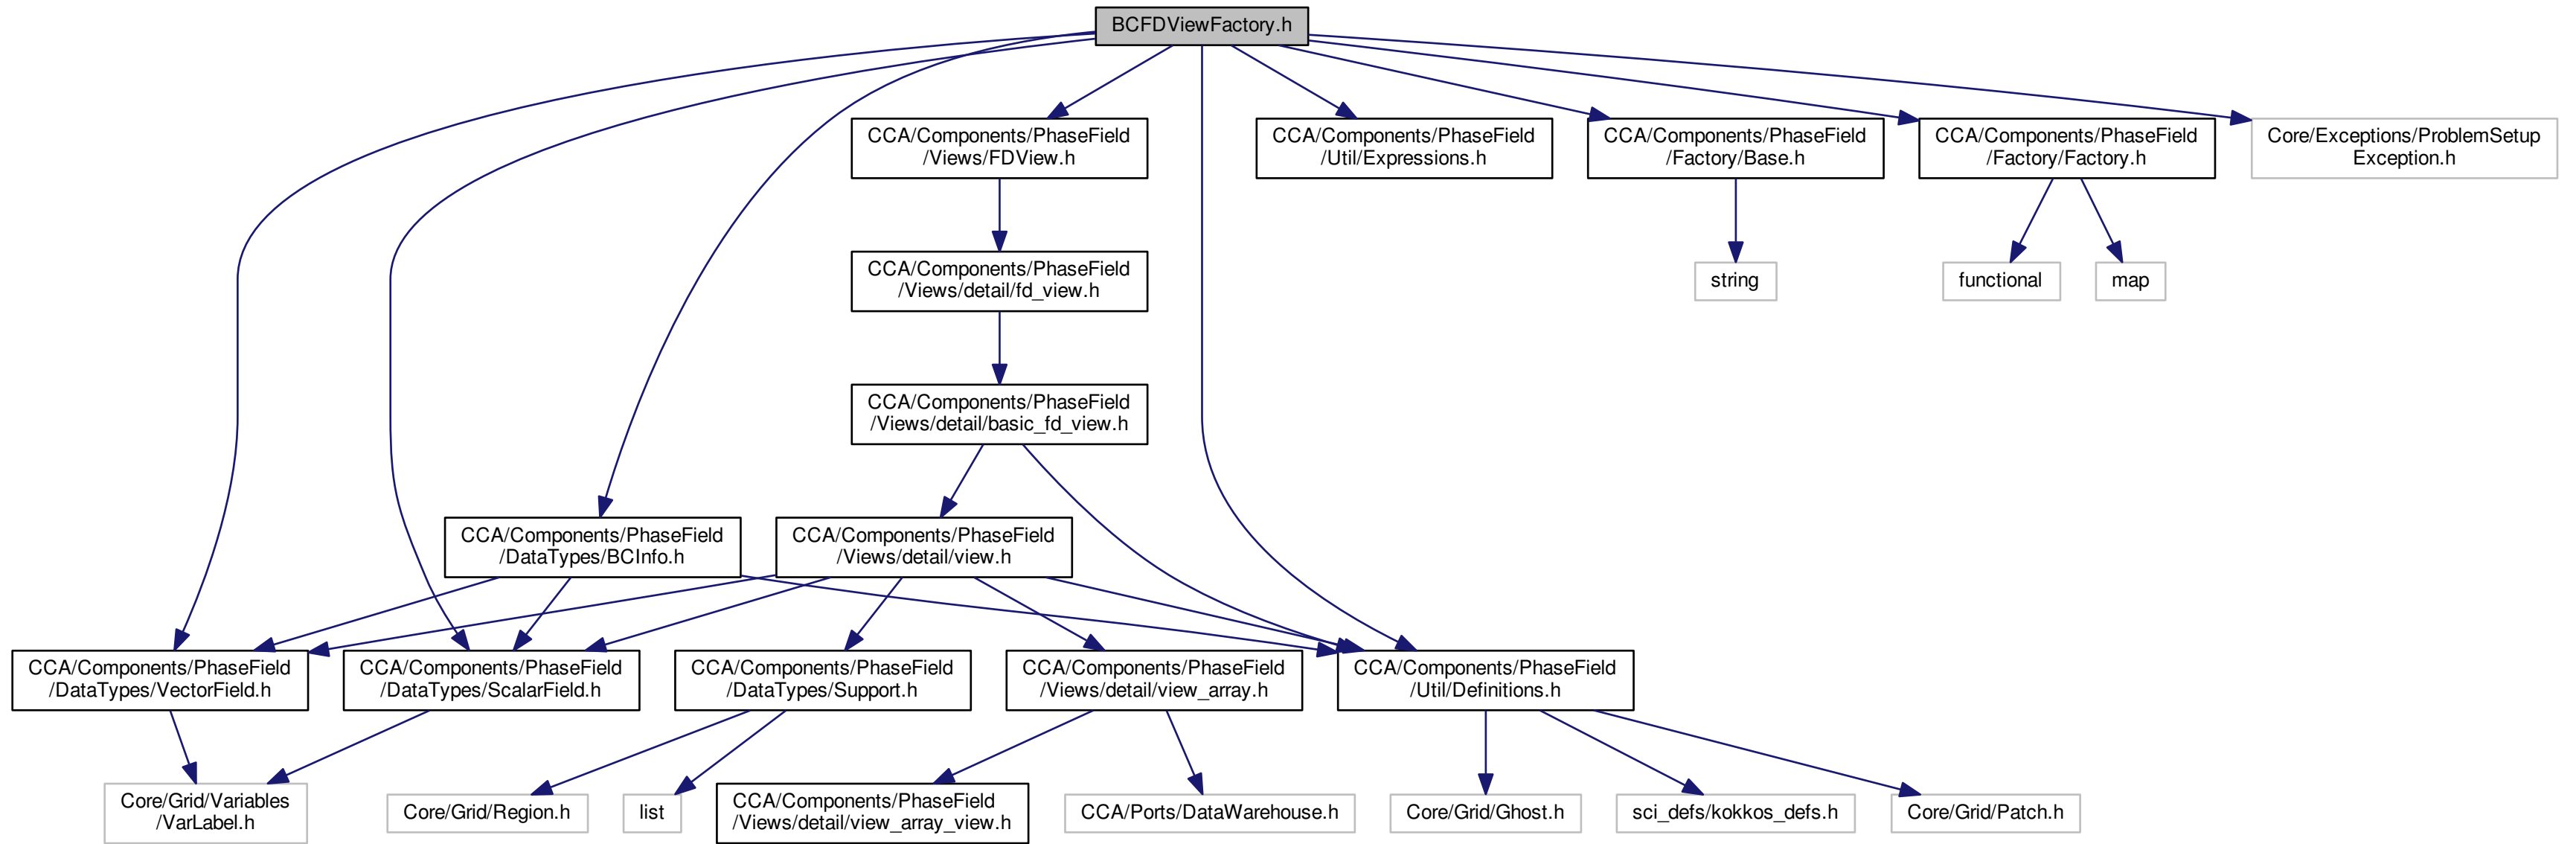 BCFDViewFactory.h
CCA/Components/PhaseField
/Views/FDView.h
CCA/Components/PhaseField
/Util/Expressions.h
CCA/Components/PhaseField
/Factory/Base.h
CCA/Components/PhaseField
/Factory/Factory.h
Core/Exceptions/ProblemSetup
Exception.h
CCA/Components/PhaseField
/Views/detail/fd_view.h
string
functional
map
CCA/Components/PhaseField
/Views/detail/basic_fd_view.h
CCA/Components/PhaseField
/DataTypes/BCInfo.h
CCA/Components/PhaseField
/Views/detail/view.h
CCA/Components/PhaseField
/DataTypes/VectorField.h
CCA/Components/PhaseField
/DataTypes/ScalarField.h
CCA/Components/PhaseField
/DataTypes/Support.h
CCA/Components/PhaseField
/Views/detail/view_array.h
CCA/Components/PhaseField
/Util/Definitions.h
Core/Grid/Variables
/VarLabel.h
Core/Grid/Region.h
list
CCA/Components/PhaseField
/Views/detail/view_array_view.h
CCA/Ports/DataWarehouse.h
Core/Grid/Ghost.h
sci_defs/kokkos_defs.h
Core/Grid/Patch.h